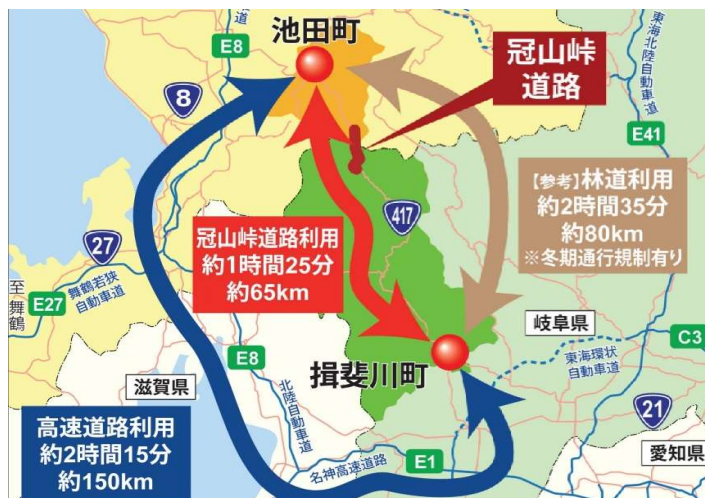 池田町
E8
8
冠山峠
道路
東海北陸自動車道
E41
【参考】林道利用
約2時間35分
約80km
※冬期通行規制有り
417
冠山峠道路利用
約1時間25分
約65km
27
舞鶴若狭
自動車道
至舞鶴
E27
岐阜県
C3
東海環状
自動車道
揖斐川町
E8
滋賀県
北陸
自動車道
21
高速道路利用
約2時間15分
約150km
名神高速道路
E1
愛知県